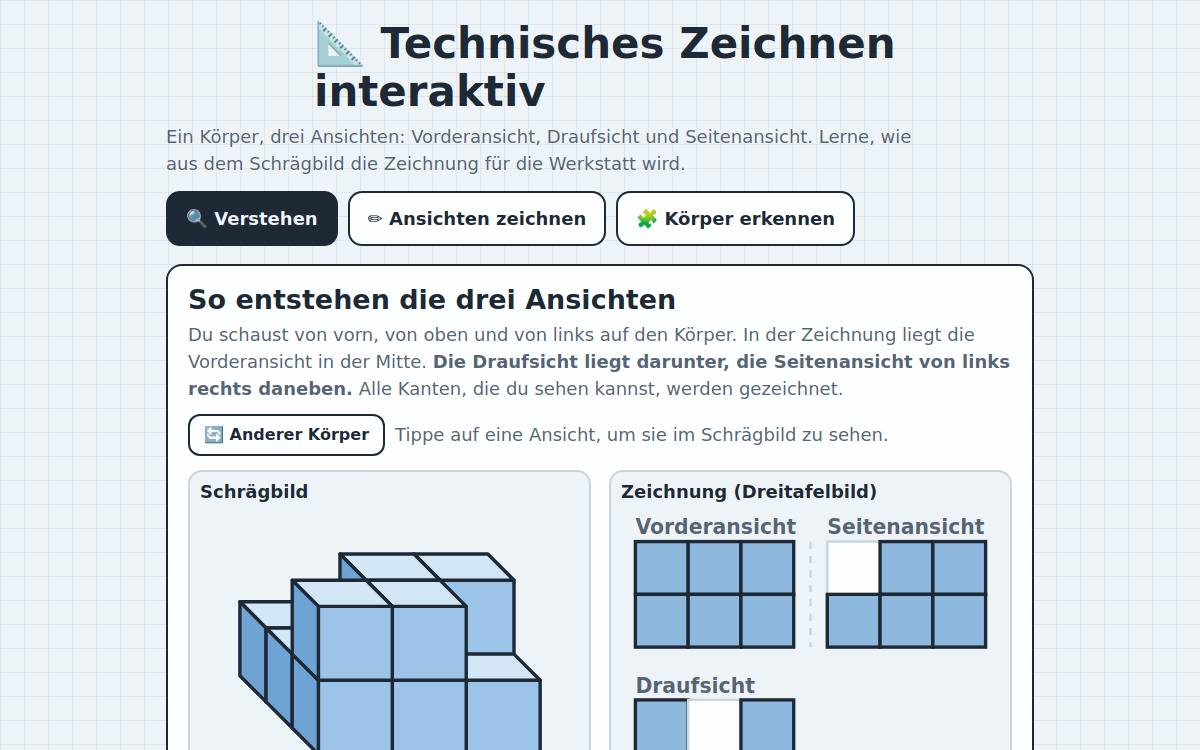 Technisches Zeichnen
interaktiv
Ein Körper, drei Ansichten: Vorderansicht, Draufsicht und Seitenansicht. Lerne, wie
aus dem Schrägbild die Zeichnung für die Werkstatt wird.
Verstehen
Ansichten zeichnen
Körper erkennen
So entstehen die drei Ansichten
Du schaust von vorn, von oben und von links auf den Körper. In der Zeichnung liegt die
Vorderansicht in der Mitte. Die Draufsicht liegt darunter, die Seitenansicht von links
rechts daneben. Alle Kanten, die du sehen kannst, werden gezeichnet.
Anderer Körper
Tippe auf eine Ansicht, um sie im Schrägbild zu sehen.
Schrägbild
Zeichnung (Dreitafelbild)
Vorderansicht
Seitenansicht
Draufsicht